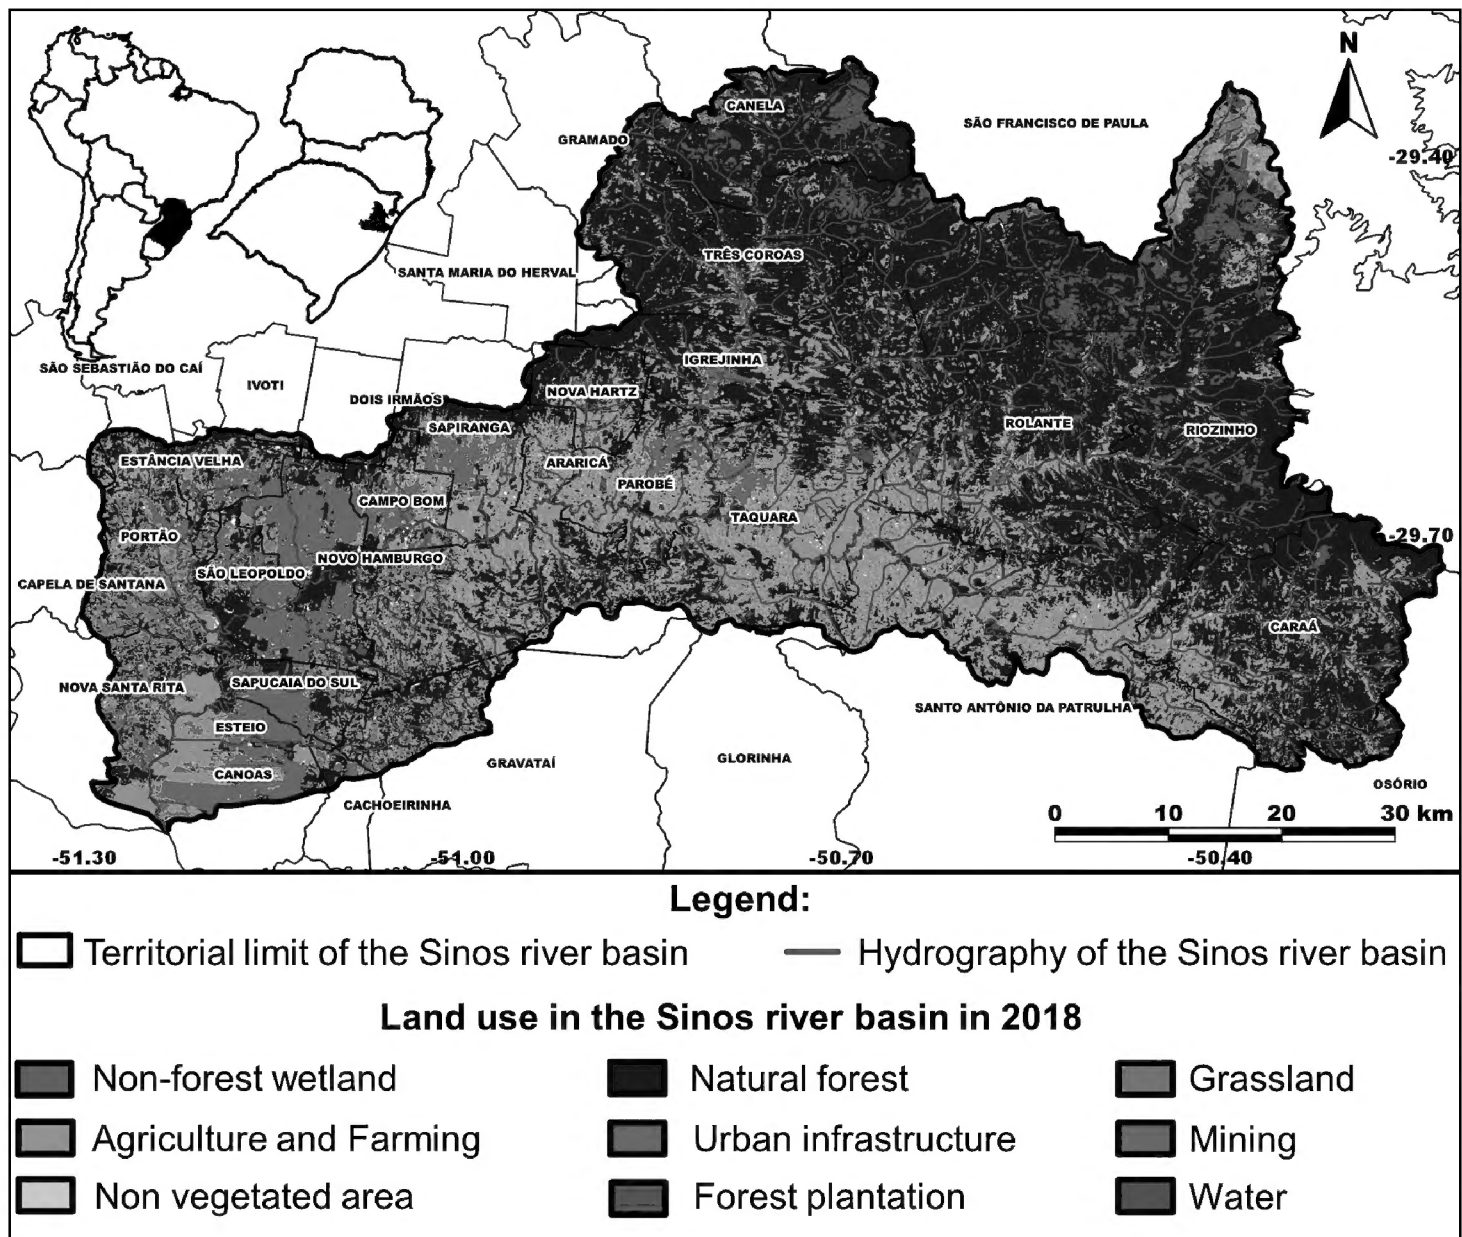 N
CANELA
SÃO FRANCISCO DE PAULA
GRAMADO
-29.40
TRÊS COROAS
SANTA MARIA DO HERVAL
IGREJINHA
SÃO SEBASTIÃO DO CAÍ
IVOTI
NOVA HARTZ
DOIS IRMÃOS
SAPIRANGA
ROLANTE
RIOZINHO
ESTÂNCIA VELHA
ARARICÁ
PAROBÉ
CAMPO BOM
TAQUARA
PORTÃO
-29.70
NOVO HAMBURGO
SÃO LEOPOLDO
CAPELA DE SANTANA
CARAÁ
NOVA SANTA RITA
SAPUCAIA DO SUL
SANTO ANTÔNIO DA PATRULHA
ESTEIO
GRAVATAÍ
GLORINHA
CANOAS
OSÓRIO
CACHOEIRINHA
0 10 20 30 km
-51.30 -51.00 -50.70 -50.40
Legend:
Territorial limit of the Sinos river basin Hydrography of the Sinos river basin
Land use in the Sinos river basin in 2018
Non-forest wetland Natural forest Grassland
Agriculture and Farming Urban infrastructure Mining
Non vegetated area Forest plantation Water